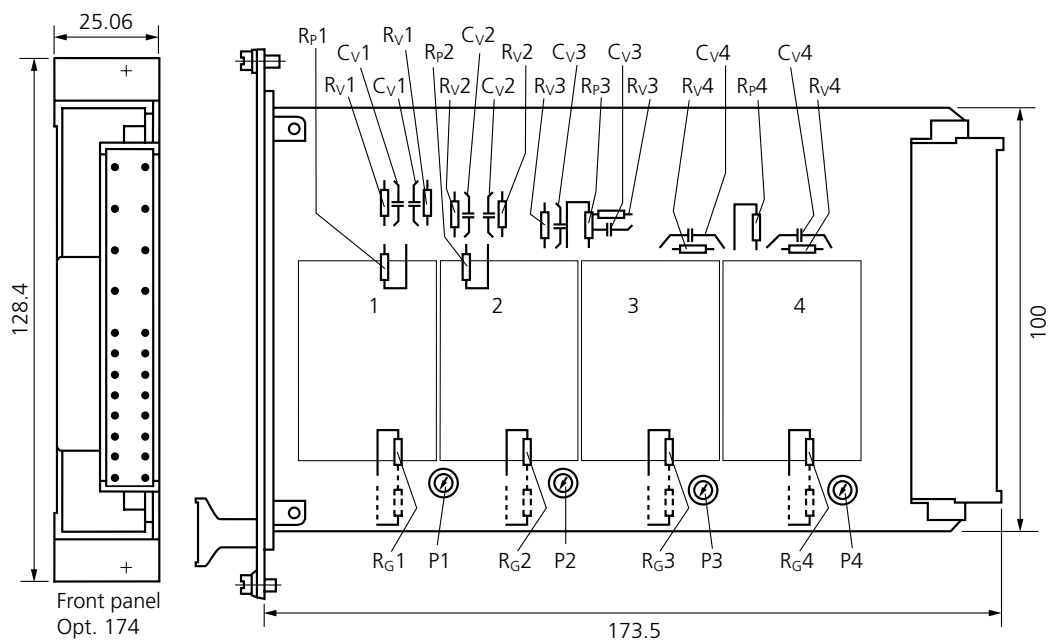 25.06
RP1
CV1
RV1
RP2
CV2
RV2
CV3
CV3
CV4
CV4
RV1
CV1
RV2
CV2
RV3
RP3
RV3
RV4
RP4
RV4
128.4
100
1
2
3
4
RG1
P1
RG2
P2
RG3
P3
RG4
P4
Front panel
Opt. 174
173.5